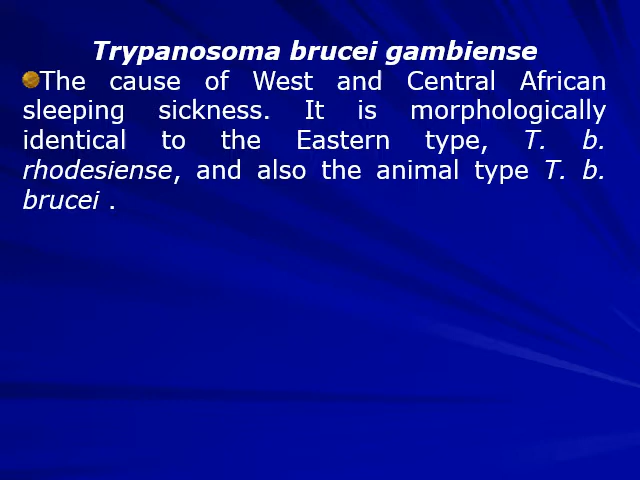 Trypanosoma brucei gambiense
The cause of West and Central African
sleeping sickness. It is morphologically
identical to the Eastern type, T. b.
rhodesiense, and also the animal type T. b.
brucei .